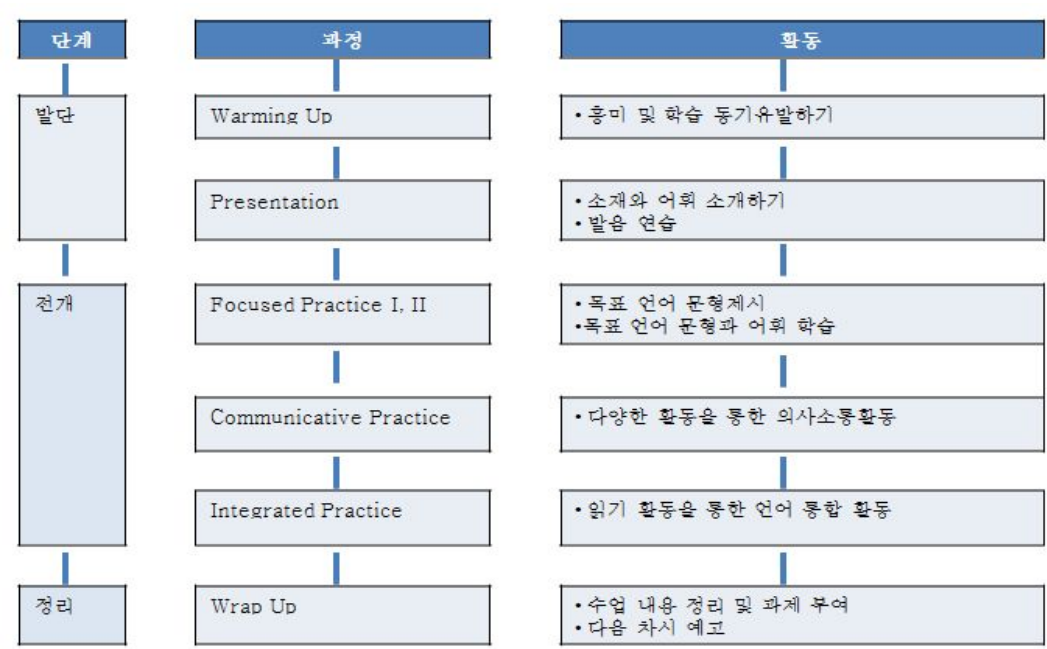 단계
과정
활동
발단
Warming Up
•흥미 및 학습 동기유발하기
Presentation
•소재와 어휘 소개하기
•발음 연습
전개
Focused Practice I, II
•목표 언어 문형제시
•목표 언어 문형과 어휘 학습
Communicative Practice
•다양한 활동을 통한 의사소통활동
Integrated Practice
•읽기 활동을 통한 언어 통합 활동
정리
Wrap Up
•수업 내용 정리 및 과제 부여
•다음 차시 예고